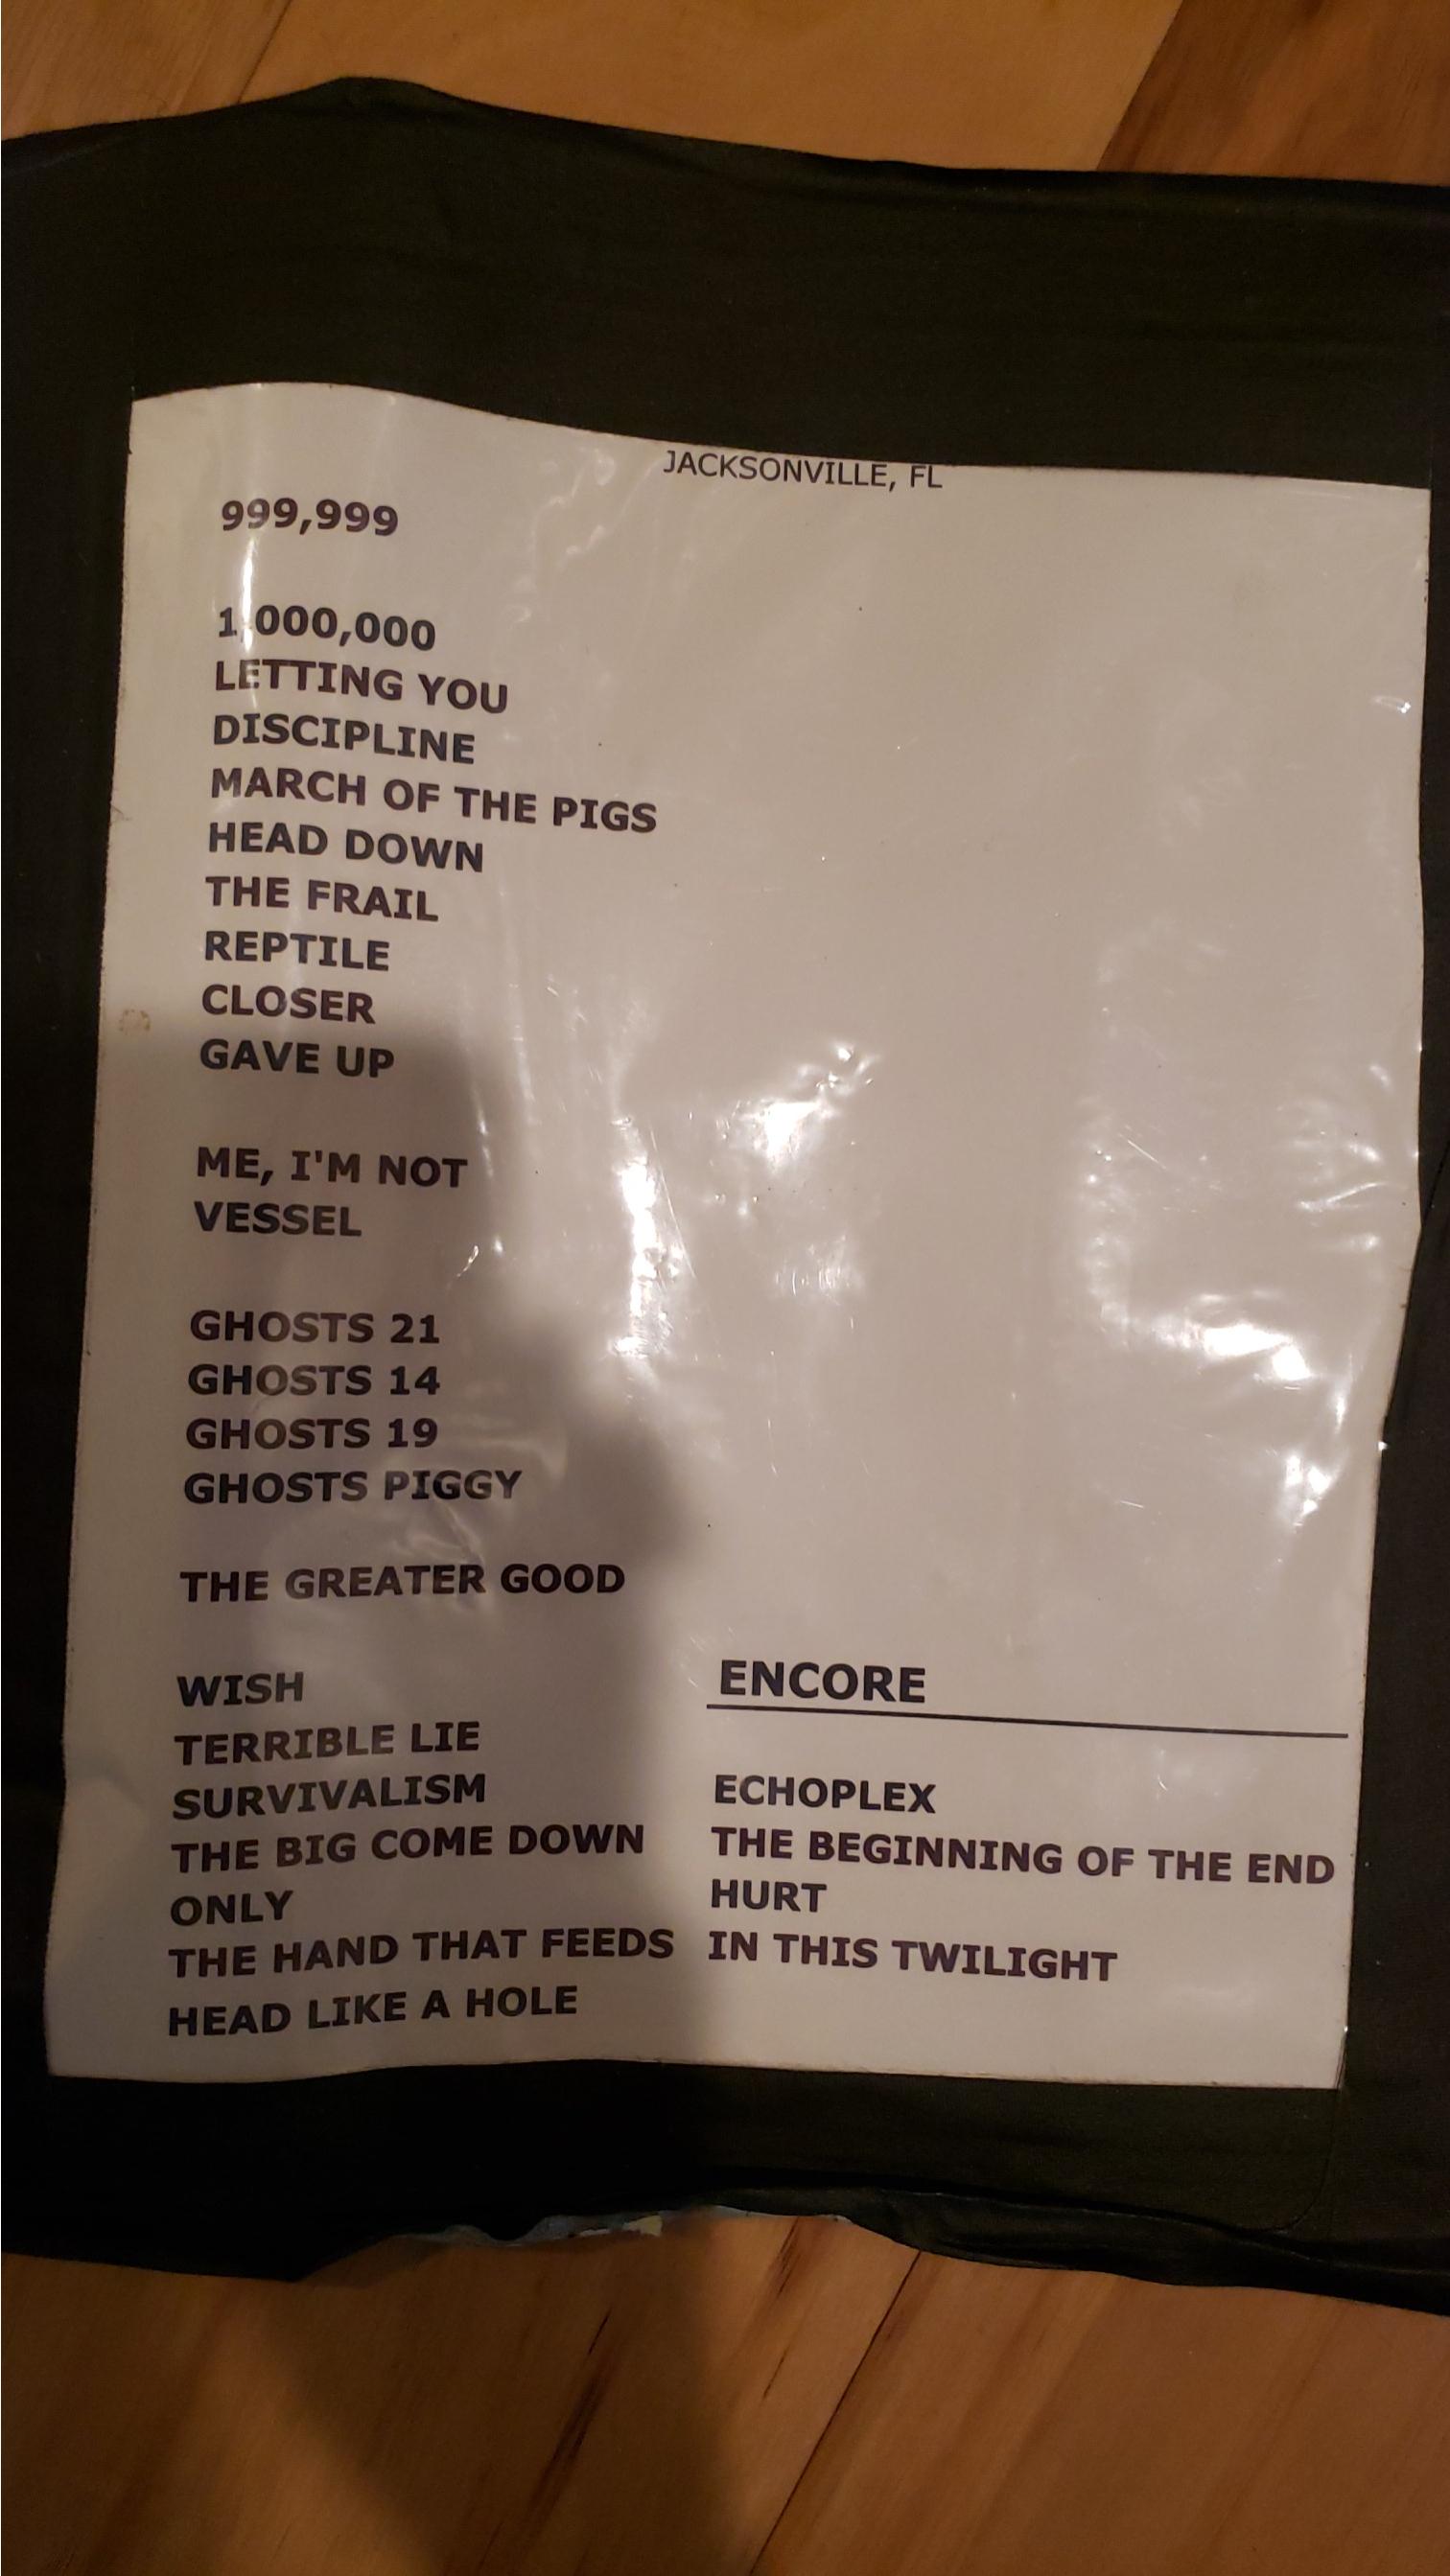 JACKSONVILLE, FL
999,999
1,000,000
LETTING YOU
DISCIPLINE
MARCH OF THE PIGS
HEAD DOWN
THE FRAIL
REPTILE
CLOSER
GAVE UP
ME, I'M NOT
VESSEL
GHOSTS 21
GHOSTS 14
GHOSTS 19
GHOSTS PIGGY
THE GREATER GOOD
WISH
TERRIBLE LIE
SURVIVALISM
THE BIG COME DOWN
ONLY
THE HAND THAT FEEDS
HEAD LIKE A HOLE
ENCORE
ECHOPLEX
THE BEGINNING OF THE END
HURT
IN THIS TWILIGHT